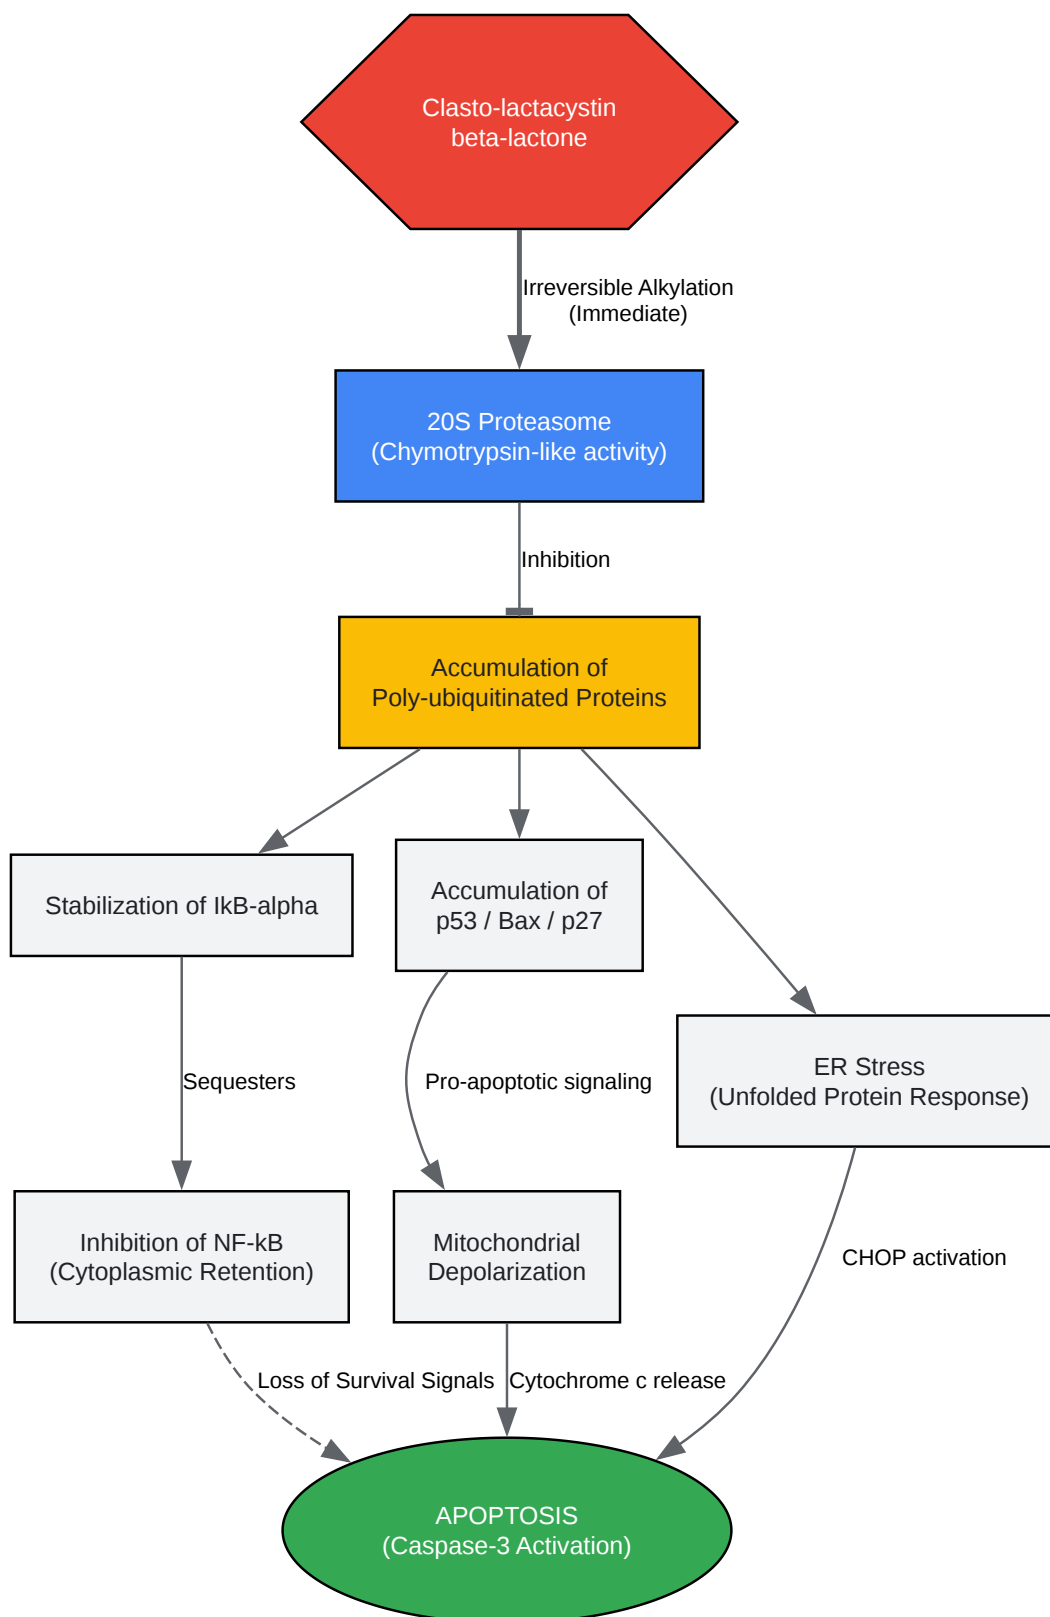 Clasto-lactacystin
beta-lactone
Irreversible Alkylation
(Immediate)
20S Proteasome
(Chymotrypsin-like activity)
Inhibition
Accumulation of
Poly-ubiquitinated Proteins
Stabilization of IkB-alpha
Accumulation of
p53 / Bax / p27
ER Stress
(Unfolded Protein Response)
Sequesters
Pro-apoptotic signaling
Inhibition of NF-kB
(Cytoplasmic Retention)
Mitochondrial
Depolarization
CHOP activation
Loss of Survival Signals
Cytochrome c release
APOPTOSIS
(Caspase-3 Activation)